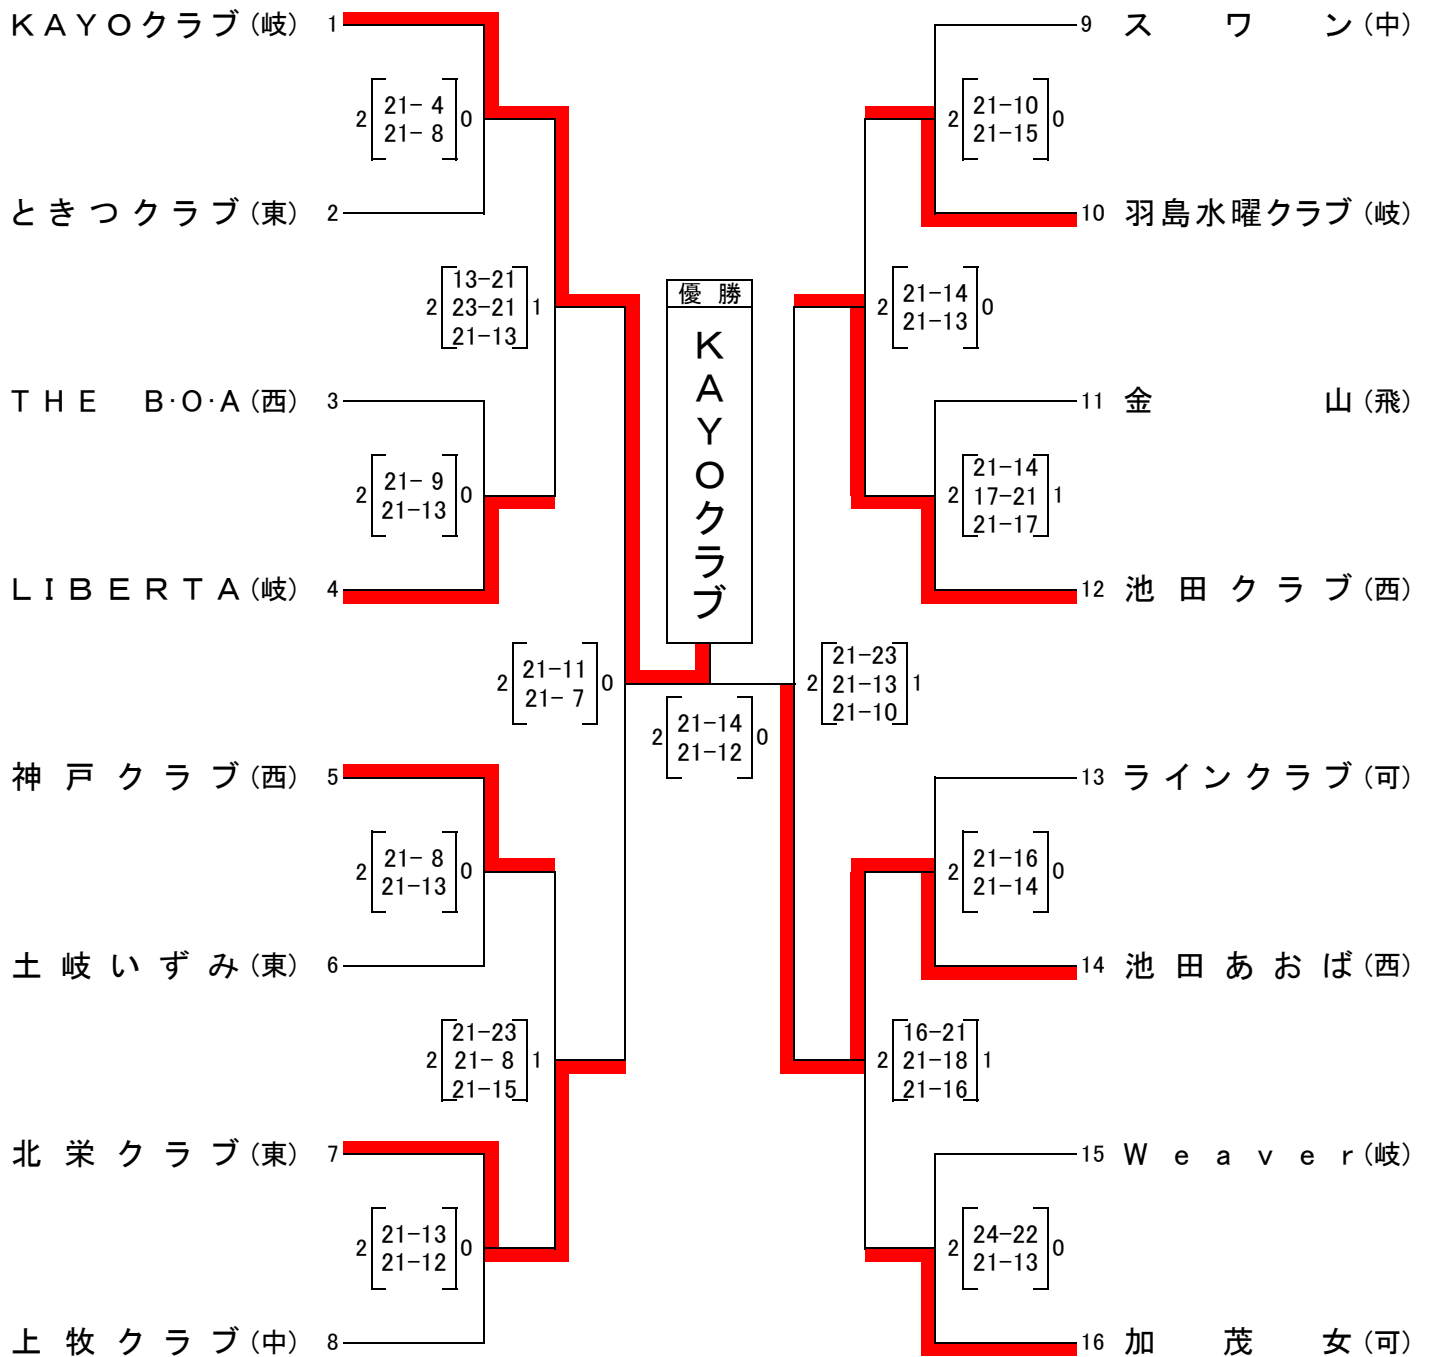 KAYOクラブ(岐) 1
2 21- 4 0
21- 8
ときつクラブ(東) 2
2 13-21 1
23-21
21-13
THE B·O·A(西) 3
2 21- 9 0
21-13
LIBERTA(岐) 4
2 21-11 0
21- 7
神戸クラブ(西) 5
2 21- 8 0
21-13
土岐いずみ(東) 6
2 21-23 1
21- 8
21-15
北栄クラブ(東) 7
2 21-13 0
21-12
上牧クラブ(中) 8
優勝
KAYOクラブ
2 21-14 0
21-12
9 スワン(中)
2 21-10 0
21-15
10 羽島水曜クラブ(岐)
2 21-14 0
21-13
11 金山(飛)
2 21-14 1
17-21
21-17
12 池田クラブ(西)
2 21-23 1
21-13
21-10
13 ラインクラブ(可)
2 21-16 0
21-14
14 池田あおば(西)
2 16-21 1
21-18
21-16
15 Weaver(岐)
2 24-22 0
21-13
16 加茂女(可)